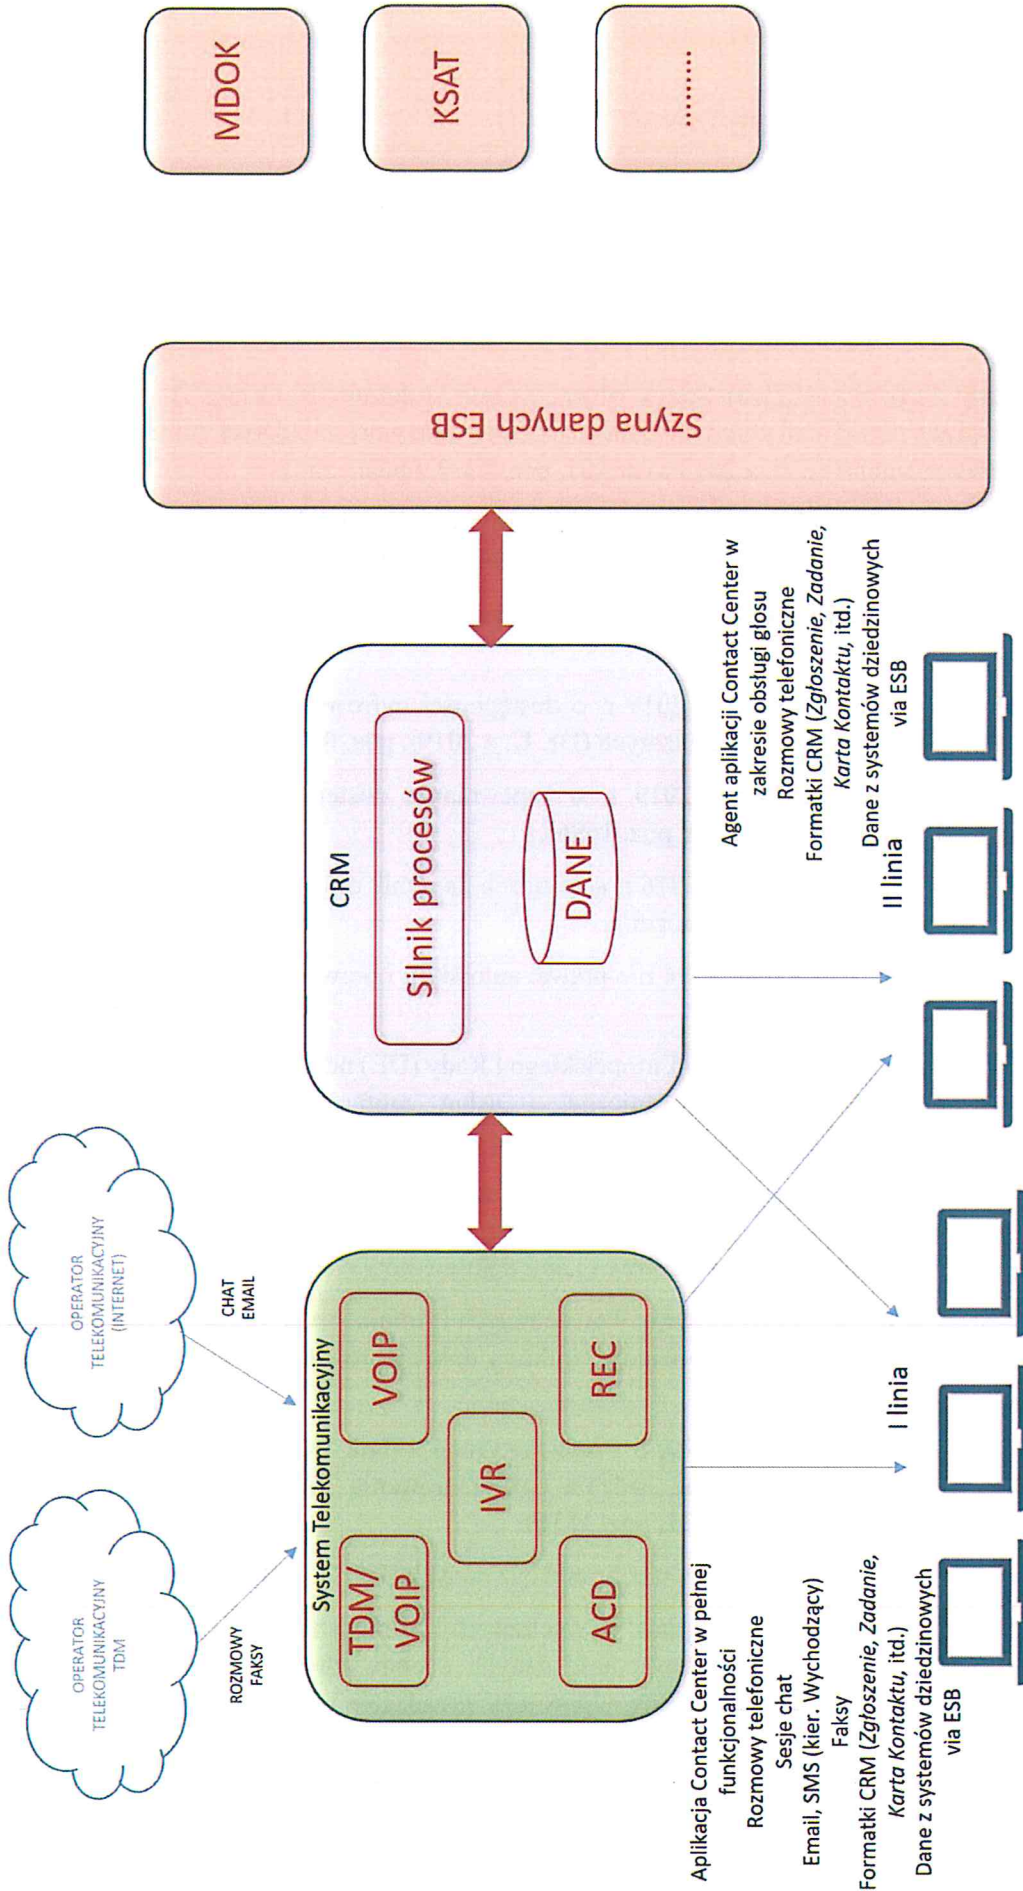 OPERATOR
TELEKOMUNIKACYJNY
TDM
OPERATOR
TELEKOMUNIKACYJNY
(INTERNET)
ROZMOWY
FAKSY
CHAT
EMAIL
System Telekomunikacyjny
TDM/
VOIP
VOIP
IVR
ACD
REC
CRM
Silnik procesów
DANE
Szyna danych ESB
MDOK
KSAT
..........
Aplikacja Contact Center w pełnej
funkcjonalności
Rozmowy telefoniczne
Sesje chat
Email, SMS (kier. Wychodzący)
Faksy
Formatki CRM (Zgłoszenie, Zadanie,
Karta Kontaktu, itd.)
Dane z systemów dziedzinowych
via ESB
I linia
Agent aplikacji Contact Center w
zakresie obsługi głosu
Rozmowy telefoniczne
Formatki CRM (Zgłoszenie, Zadanie,
Karta Kontaktu, itd.)
Dane z systemów dziedzinowych
via ESB
II linia